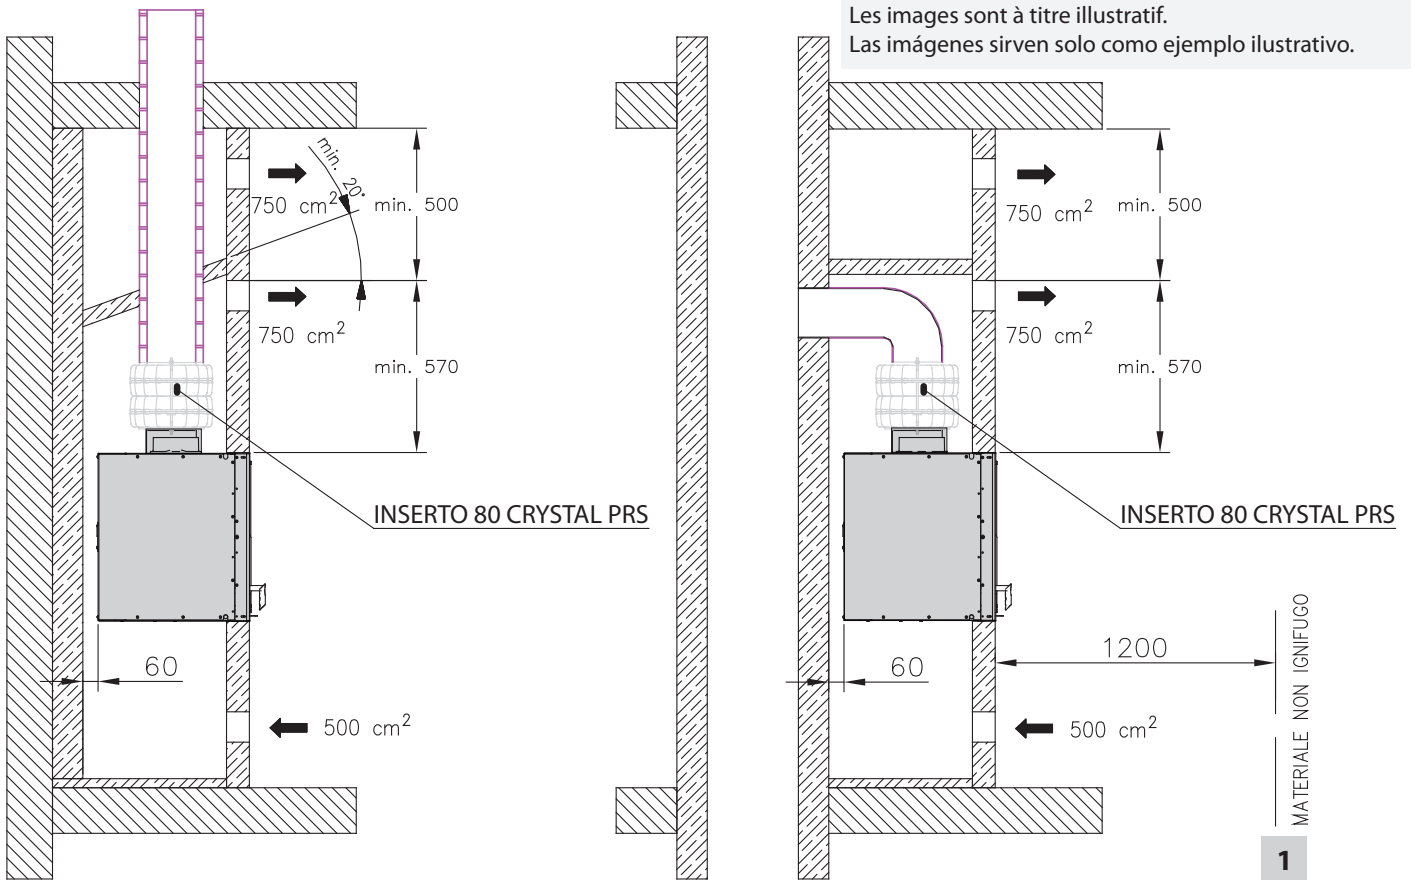 Les images sont à titre illustratif.
Las imágenes sirven solo como ejemplo ilustrativo.
min. 20°
750 cm²
min. 500
750 cm²
min. 570
INSERTO 80 CRYSTAL PRS
60
500 cm²
750 cm²
min. 500
750 cm²
min. 570
INSERTO 80 CRYSTAL PRS
60
1200
500 cm²
MATERIALE NON IGNIFUGO
1